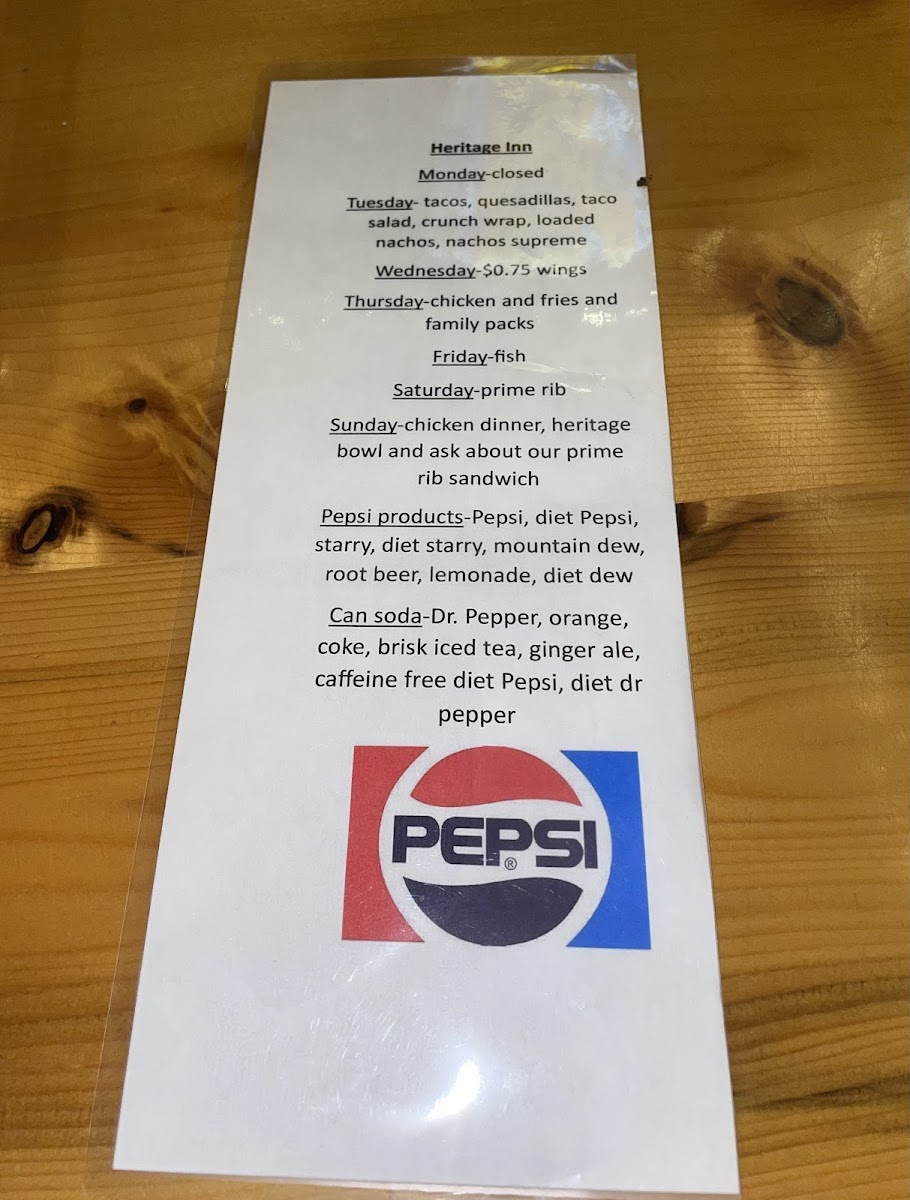 Heritage Inn
Monday-closed
Tuesday- tacos, quesadillas, taco
salad, crunch wrap, loaded
nachos, nachos supreme
Wednesday-$0.75 wings
Thursday-chicken and fries and
family packs
Friday-fish
Saturday-prime rib
Sunday-chicken dinner, heritage
bowl and ask about our prime
rib sandwich
Pepsi products-Pepsi, diet Pepsi,
starry, diet starry, mountain dew,
root beer, lemonade, diet dew
Can soda-Dr. Pepper, orange,
coke, brisk iced tea, ginger ale,
caffeine free diet Pepsi, diet dr
pepper
PEPSI®